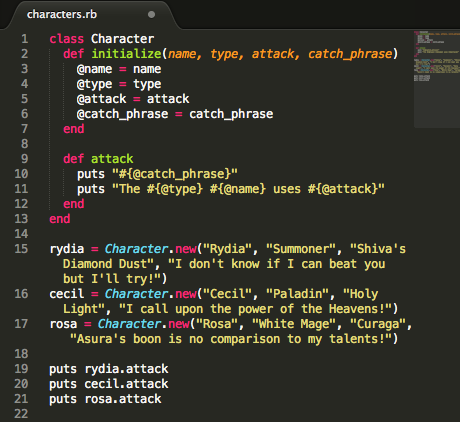 characters.rb
1 class Character
2   def initialize(name, type, attack, catch_phrase)
3     @name = name
4     @type = type
5     @attack = attack
6     @catch_phrase = catch_phrase
7   end
8
9   def attack
10     puts "#{@catch_phrase}"
11     puts "The #{@type} #{@name} uses #{@attack}"
12   end
13 end
14
15 rydia = Character.new("Rydia", "Summoner", "Shiva's
Diamond Dust", "I don't know if I can beat you
but I'll try!")
16 cecil = Character.new("Cecil", "Paladin", "Holy
Light", "I call upon the power of the Heavens!")
17 rosa = Character.new("Rosa", "White Mage", "Curaga",
"Asura's boon is no comparison to my talents!")
18
19 puts rydia.attack
20 puts cecil.attack
21 puts rosa.attack
22